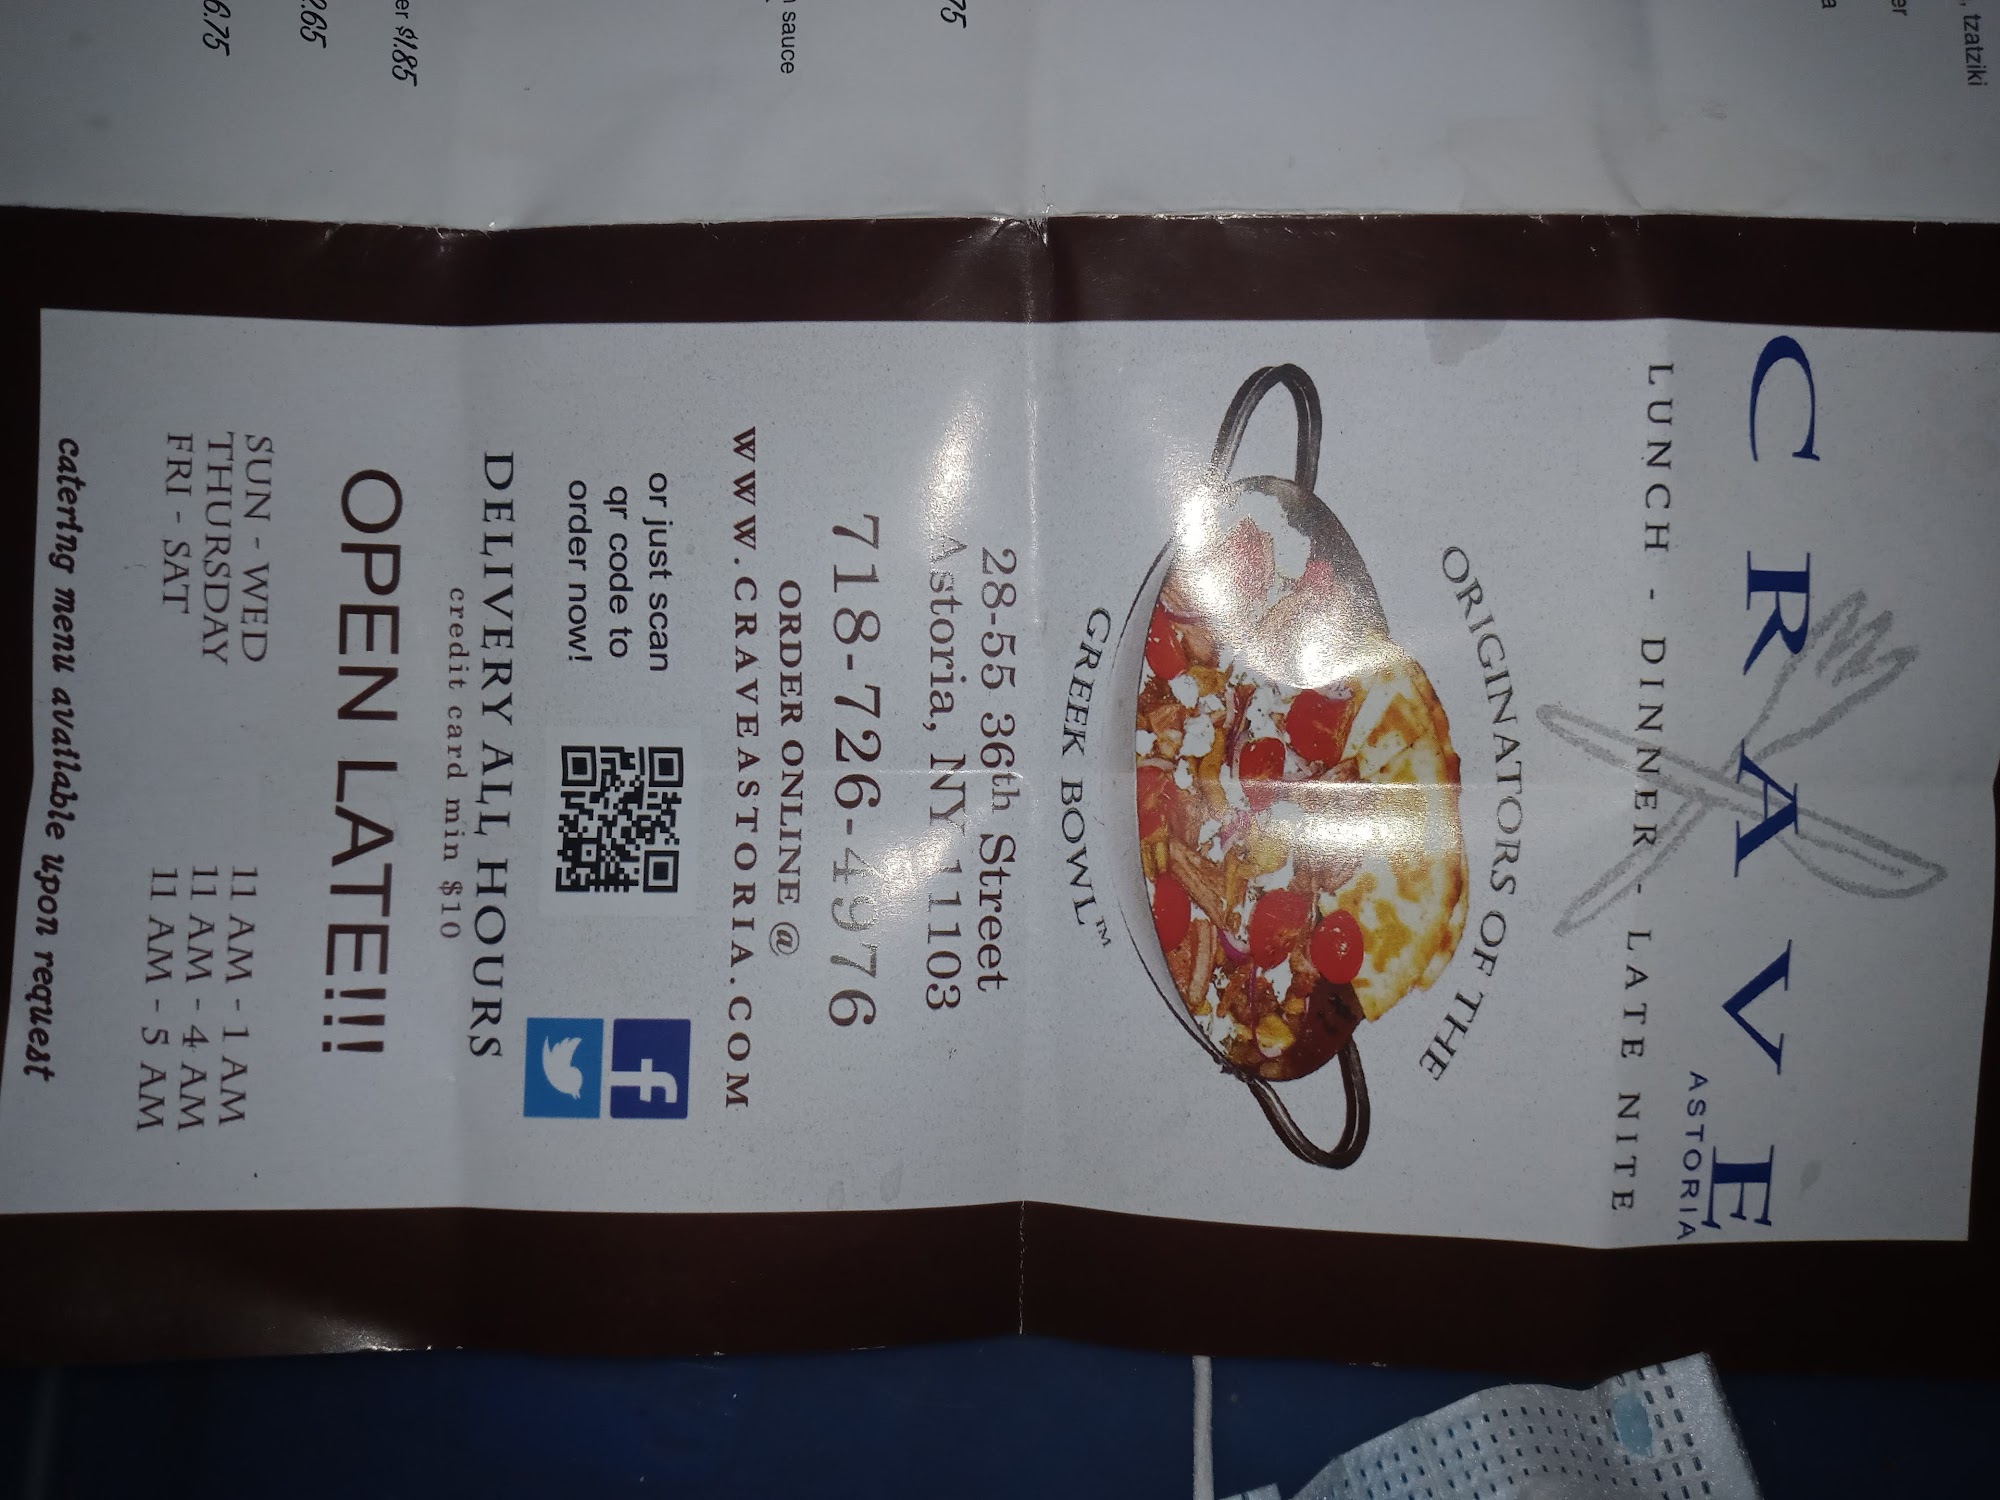 C R A V E
ASTORIA
LUNCH - DINNER - LATE NITE
ORIGINATORS OF THE
GREEK BOWL™
28-55 36th Street
Astoria, NY 11103
718-726-4976
ORDER ONLINE @
WWW.CRAVEASTORIA.COM
or just scan
qr code to
order now!
DELIVERY ALL HOURS
credit card min $10
OPEN LATE!!!
SUN - WED 11 AM - 1 AM
THURSDAY 11 AM - 4 AM
FRI - SAT 11 AM - 5 AM
catering menu available upon request
, tzatziki
sauce
$1.85